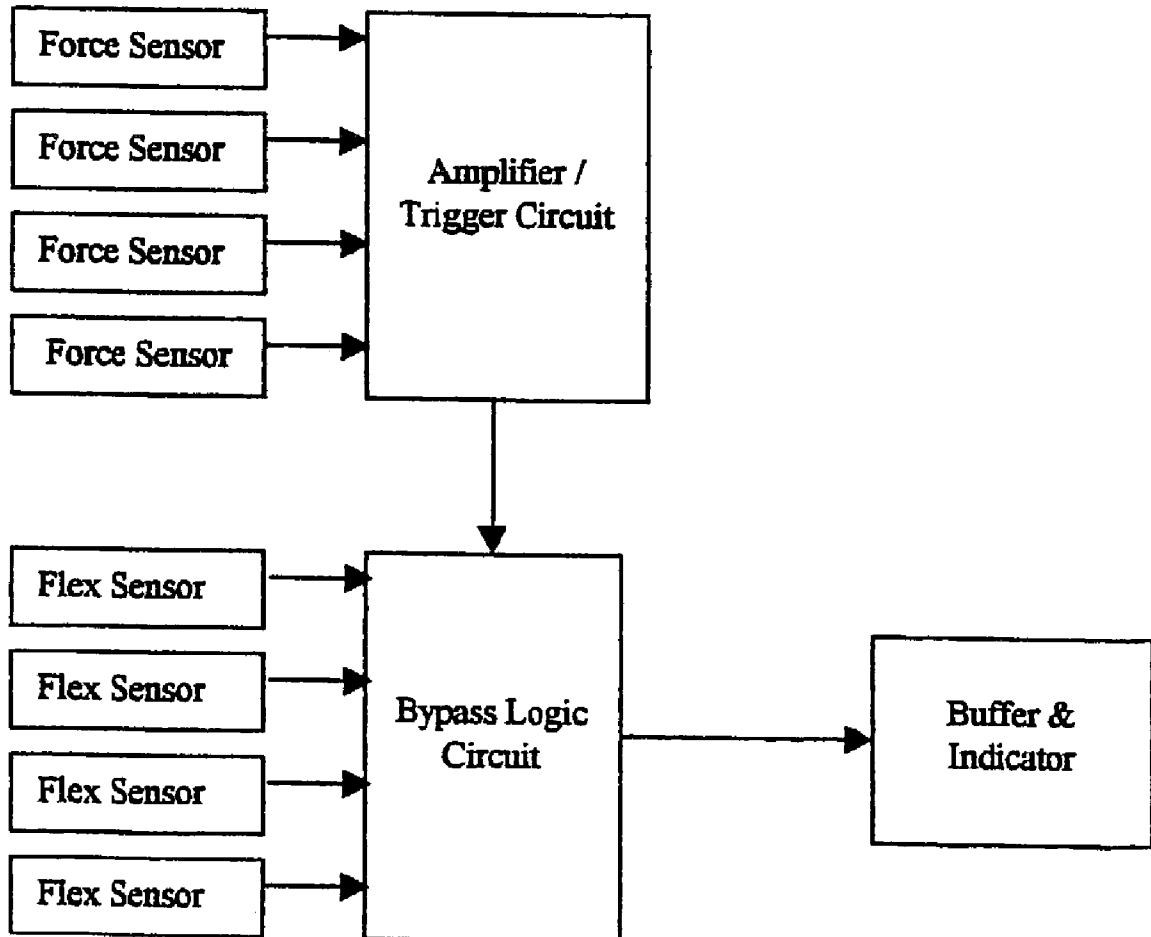 Force Sensor
Force Sensor
Force Sensor
Force Sensor
Amplifier /
Trigger Circuit
Flex Sensor
Flex Sensor
Flex Sensor
Flex Sensor
Bypass Logic
Circuit
Buffer &
Indicator